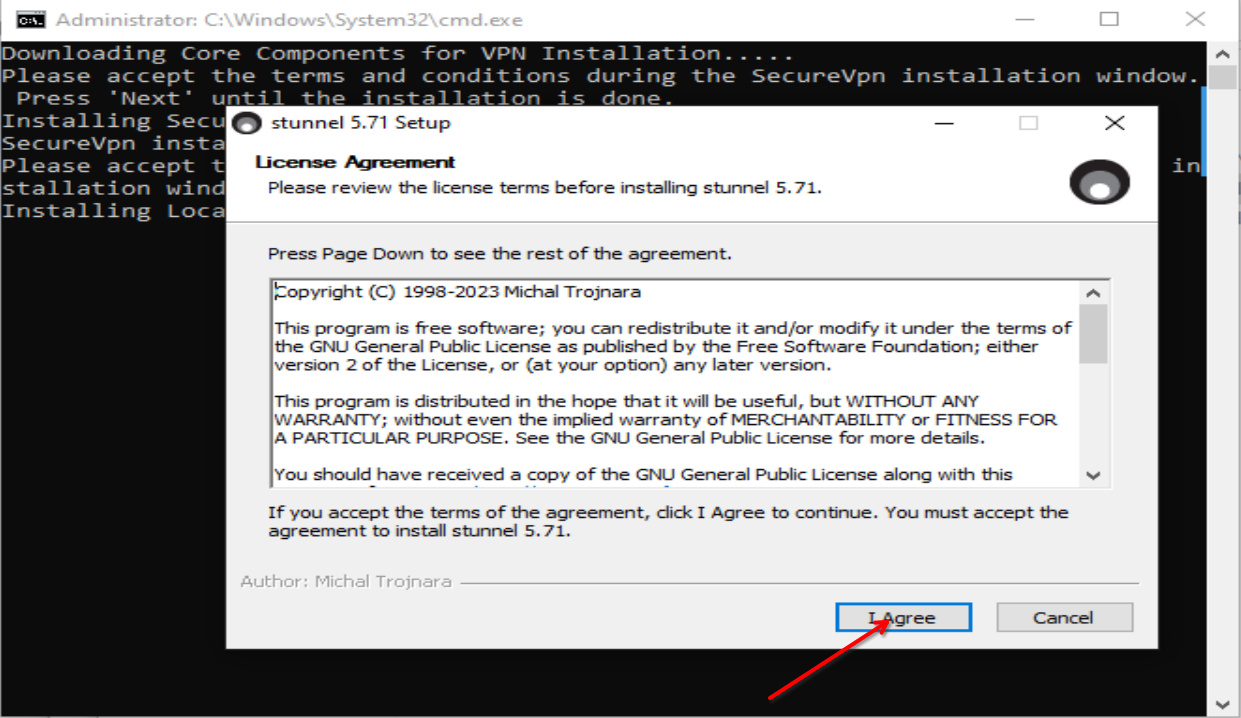 Administrator: C:\Windows\System32\cmd.exe
Downloading Core Components for VPN Installation.....
Please accept the terms and conditions during the SecureVpn installation window.
Press 'Next' until the installation is done.
Installing Secu
SecureVpn insta
Please accept t
in
stallation wind
Installing Loca
stunnel 5.71 Setup
License Agreement
Please review the license terms before installing stunnel 5.71.
Press Page Down to see the rest of the agreement.
Copyright (C) 1998-2023 Michal Trojnara
This program is free software; you can redistribute it and/or modify it under the terms of
the GNU General Public License as published by the Free Software Foundation; either
version 2 of the License, or (at your option) any later version.
This program is distributed in the hope that it will be useful, but WITHOUT ANY
WARRANTY; without even the implied warranty of MERCHANTABILITY or FITNESS FOR
A PARTICULAR PURPOSE. See the GNU General Public License for more details.
You should have received a copy of the GNU General Public License along with this
If you accept the terms of the agreement, click I Agree to continue. You must accept the
agreement to install stunnel 5.71.
Author: Michal Trojnara
I Agree
Cancel